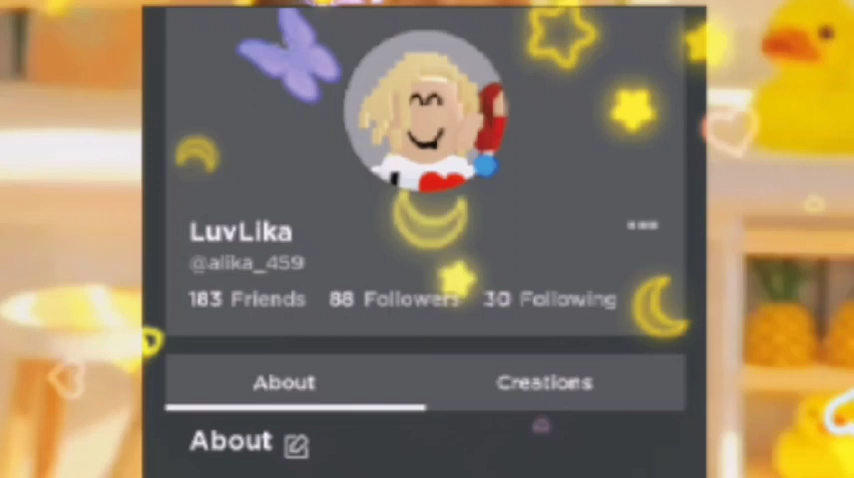 LuvLika
@alika_459
183 Friends 88 Followers 30 Following
About Creations
About